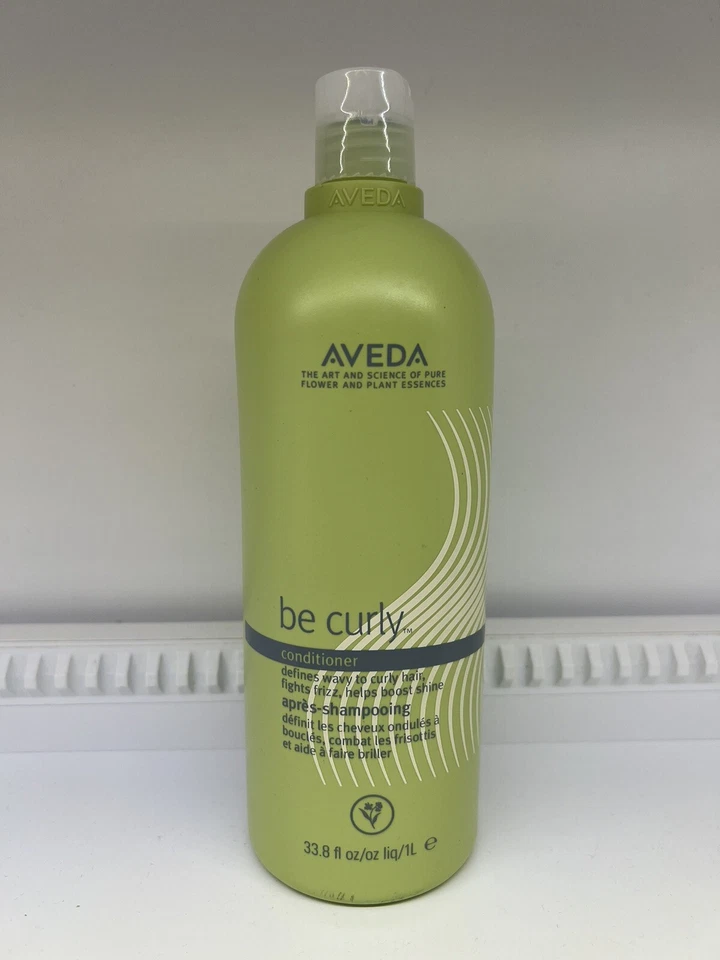 AVEDA
AVEDA
THE ART AND SCIENCE OF PURE
FLOWER AND PLANT ESSENCES
be curly™
conditioner
defines wavy to curly hair,
fights frizz, helps boost shine
après-shampooing
définit les cheveux ondulés à
bouclés, combat les frisottis
et aide à faire briller
33.8 fl oz/oz liq/1L ℮